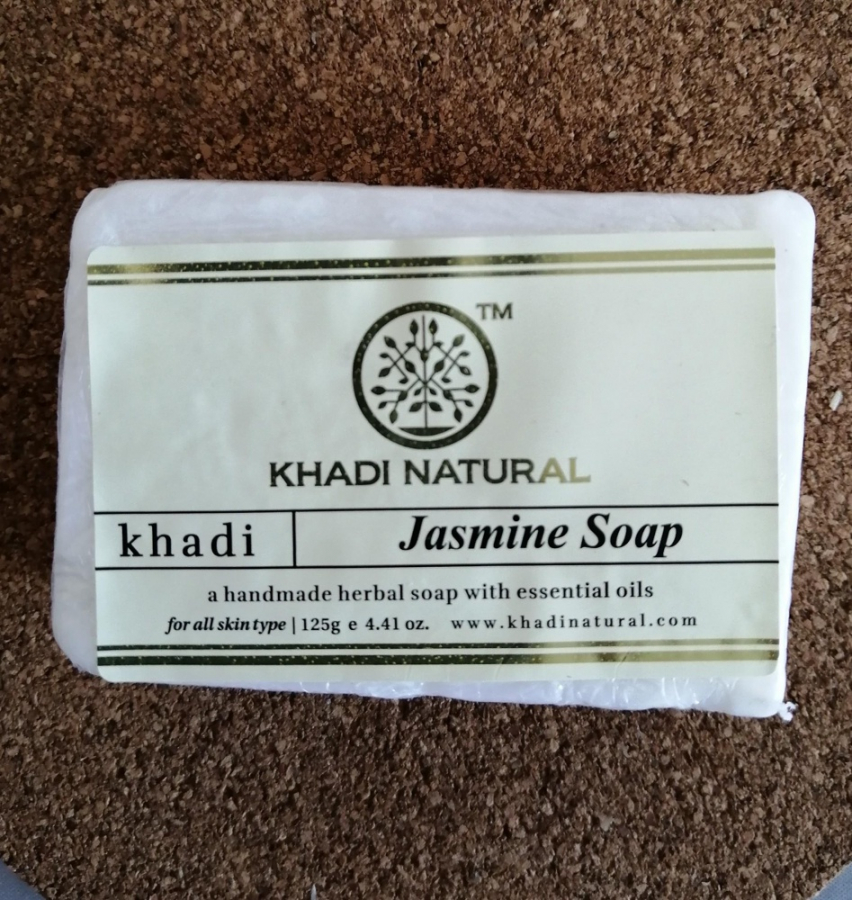 TM
KHADI NATURAL
khadi
Jasmine Soap
a handmade herbal soap with essential oils
for all skin type | 125g e 4.41 oz. www.khadinatural.com